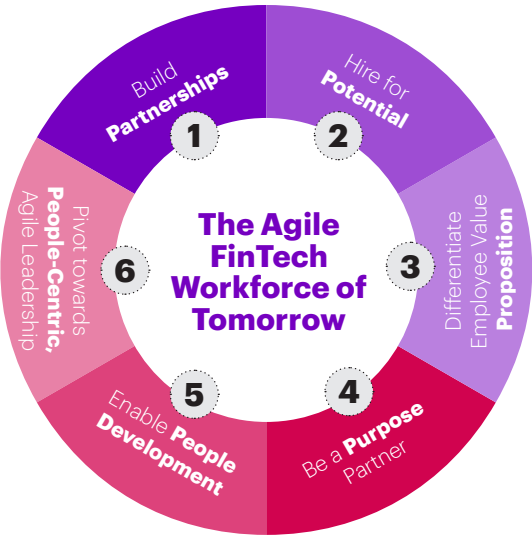 The Agile
FinTech
Workforce of
Tomorrow
1
Build
Partnerships
2
Hire for
Potential
3
Differentiate
Employee Value
Proposition
4
Be a Purpose
Partner
5
Enable People
Development
6
Pivot towards
People-Centric,
Agile Leadership